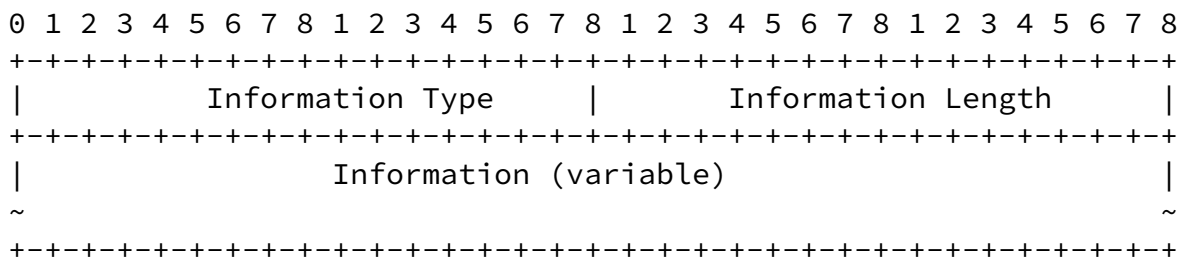 0 1 2 3 4 5 6 7 8 1 2 3 4 5 6 7 8 1 2 3 4 5 6 7 8 1 2 3 4 5 6 7 8
+-+-+-+-+-+-+-+-+-+-+-+-+-+-+-+-+-+-+-+-+-+-+-+-+-+-+-+-+-+-+-+-+
|          Information Type     |       Information Length      |
+-+-+-+-+-+-+-+-+-+-+-+-+-+-+-+-+-+-+-+-+-+-+-+-+-+-+-+-+-+-+-+-+
|                 Information (variable)                        |
~                                                               ~
+-+-+-+-+-+-+-+-+-+-+-+-+-+-+-+-+-+-+-+-+-+-+-+-+-+-+-+-+-+-+-+-+